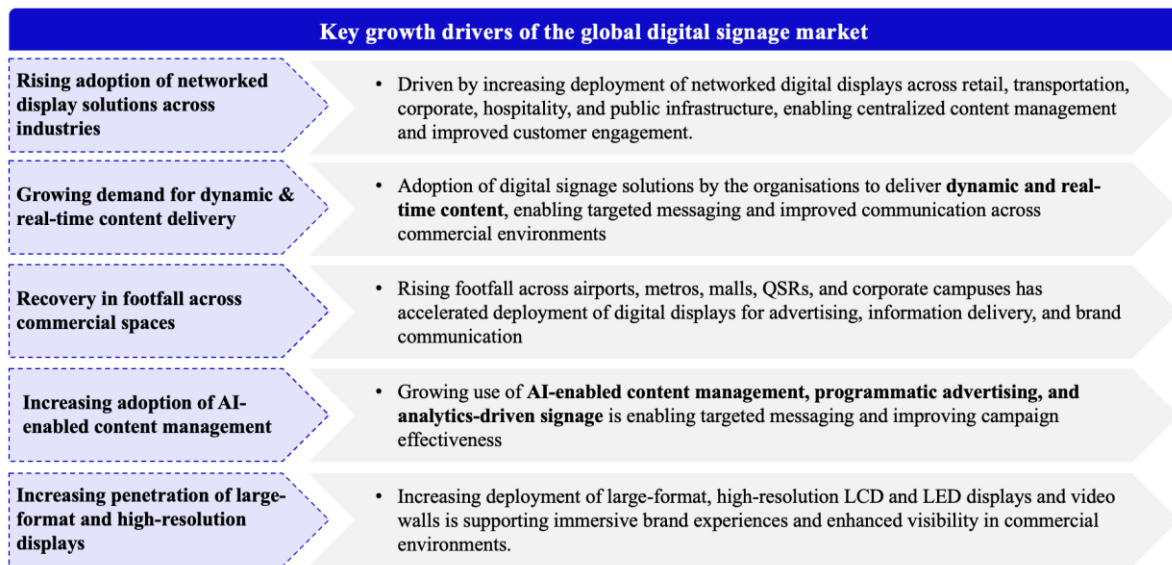 Key growth drivers of the global digital signage market
Rising adoption of networked
display solutions across
industries
• Driven by increasing deployment of networked digital displays across retail, transportation,
corporate, hospitality, and public infrastructure, enabling centralized content management
and improved customer engagement.
Growing demand for dynamic &
real-time content delivery
• Adoption of digital signage solutions by the organisations to deliver dynamic and real-
time content, enabling targeted messaging and improved communication across
commercial environments
Recovery in footfall across
commercial spaces
• Rising footfall across airports, metros, malls, QSRs, and corporate campuses has
accelerated deployment of digital displays for advertising, information delivery, and brand
communication
Increasing adoption of AI-
enabled content management
• Growing use of AI-enabled content management, programmatic advertising, and
analytics-driven signage is enabling targeted messaging and improving campaign
effectiveness
Increasing penetration of large-
format and high-resolution
displays
• Increasing deployment of large-format, high-resolution LCD and LED displays and video
walls is supporting immersive brand experiences and enhanced visibility in commercial
environments.